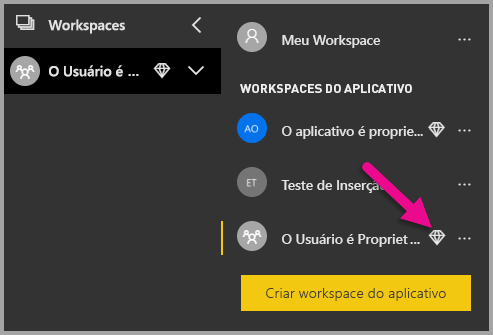 Workspaces
O Usuário é ...
Meu Workspace
...
WORKSPACES DO APLICATIVO
AO O aplicativo é proprie... ...
ET Teste de Inserção ...
O Usuário é Propriet... ...
Criar workspace do aplicativo